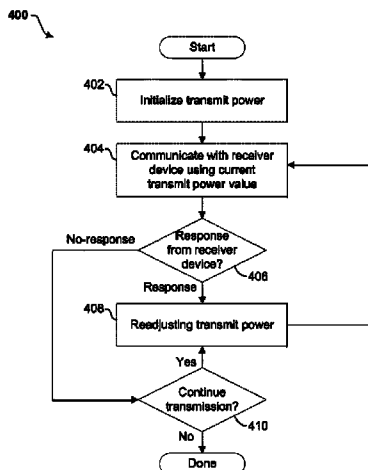 400
Start
402
Initialize transmit power
404
Communicate with receiver
device using current
transmit power value
No-response
Response
from receiver
device?
406
Response
408
Readjusting transmit power
Yes
Continue
transmission?
410
No
Done